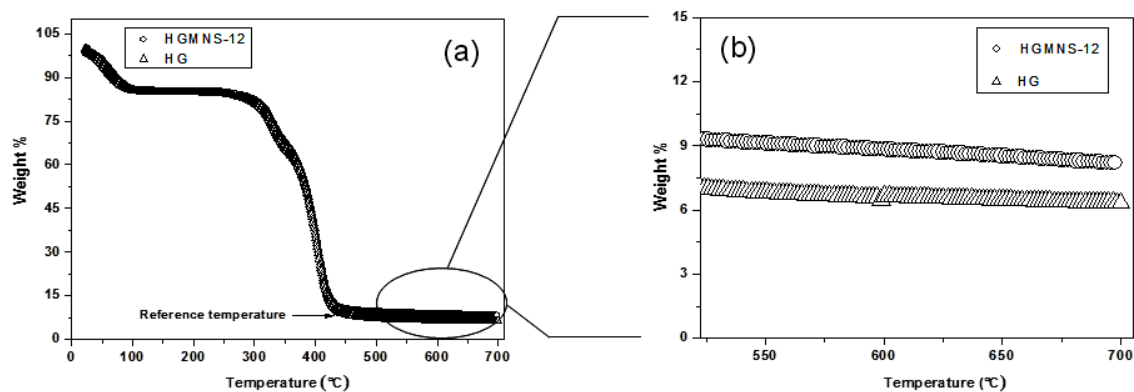 HGMNS-12
HG
(a)
Weight %
105
90
75
60
45
30
15
0
Reference temperature
0 100 200 300 400 500 600 700
Temperature (°C)
(b)
HGMNS-12
HG
Weight %
15
12
9
6
3
0
550 600 650 700
Temperature (°C)